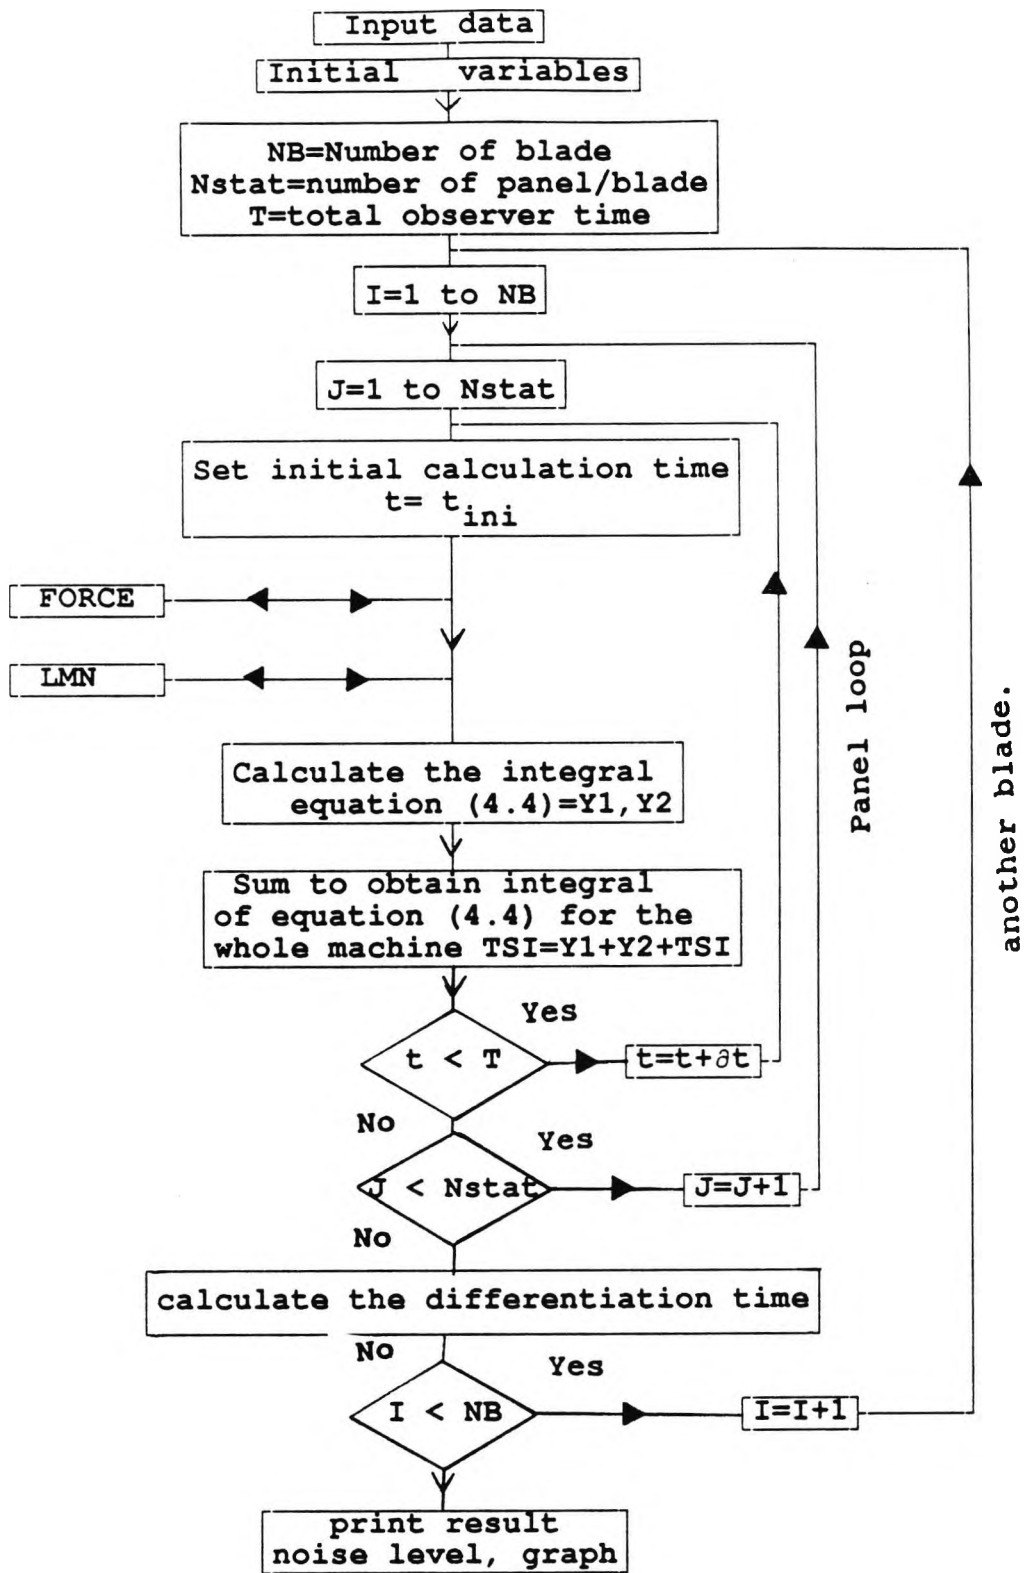 Input data
Initial variables
NB=Number of blade
Nstat=number of panel/blade
T=total observer time
I=1 to NB
J=1 to Nstat
Set initial calculation time
t= t_ini
FORCE
LMN
Calculate the integral
equation (4.4)=Y1,Y2
Sum to obtain integral
of equation (4.4) for the
whole machine TSI=Y1+Y2+TSI
Yes
t < T
t=t+∂t
No
Yes
J < Nstat
J=J+1
No
calculate the differentiation time
No
Yes
I < NB
I=I+1
print result
noise level, graph
Panel loop
another blade.